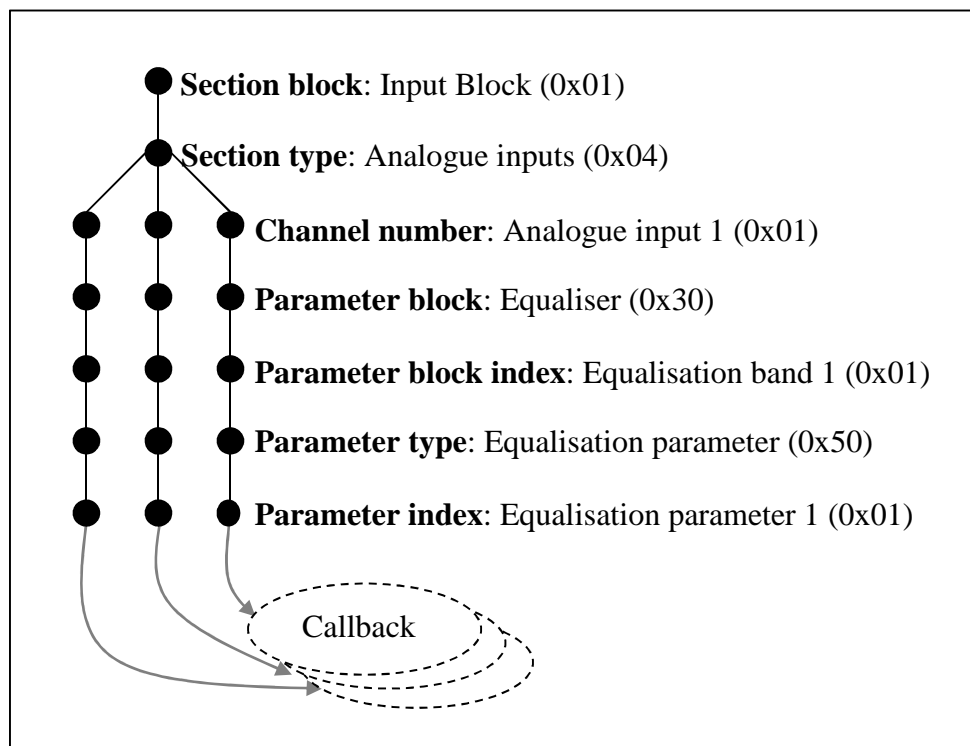 Section block: Input Block (0x01)
Section type: Analogue inputs (0x04)
Channel number: Analogue input 1 (0x01)
Parameter block: Equaliser (0x30)
Parameter block index: Equalisation band 1 (0x01)
Parameter type: Equalisation parameter (0x50)
Parameter index: Equalisation parameter 1 (0x01)
Callback